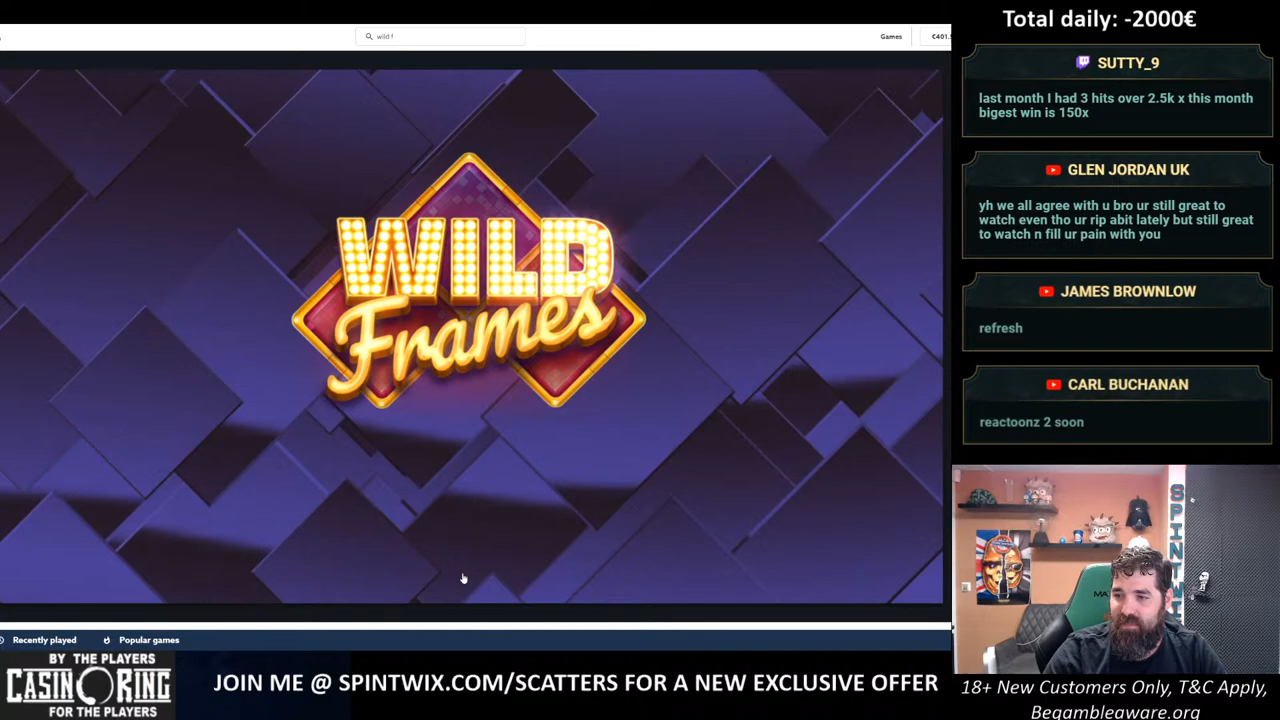 Total daily: -2000€
wild f
Games
€401.
SUTTY_9
last month I had 3 hits over 2.5k x this month
bigest win is 150x
WILD
Frames
GLEN JORDAN UK
yh we all agree with u bro ur still great to
watch even tho ur rip abit lately but still great
to watch n fill ur pain with you
JAMES BROWNLOW
refresh
CARL BUCHANAN
reactoonz 2 soon
SPINTWI
Recently played
Popular games
BY THE PLAYERS
CASINO RING
FOR THE PLAYERS
JOIN ME @ SPINTWIX.COM/SCATTERS FOR A NEW EXCLUSIVE OFFER
18+ New Customers Only, T&C Apply,
Begambleaware.org